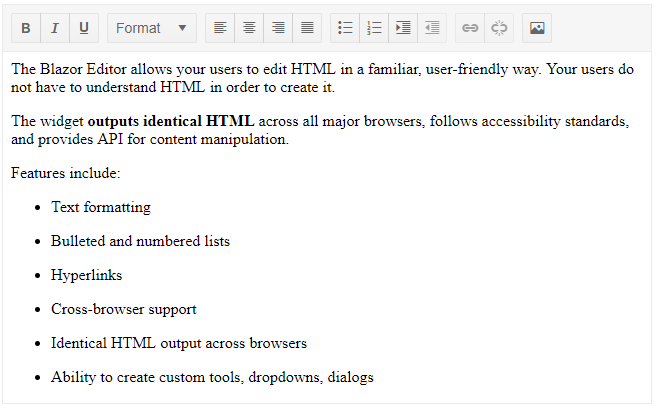 B I U Format
The Blazor Editor allows your users to edit HTML in a familiar, user-friendly way. Your users do
not have to understand HTML in order to create it.
The widget outputs identical HTML across all major browsers, follows accessibility standards,
and provides API for content manipulation.
Features include:
• Text formatting
• Bulleted and numbered lists
• Hyperlinks
• Cross-browser support
• Identical HTML output across browsers
• Ability to create custom tools, dropdowns, dialogs